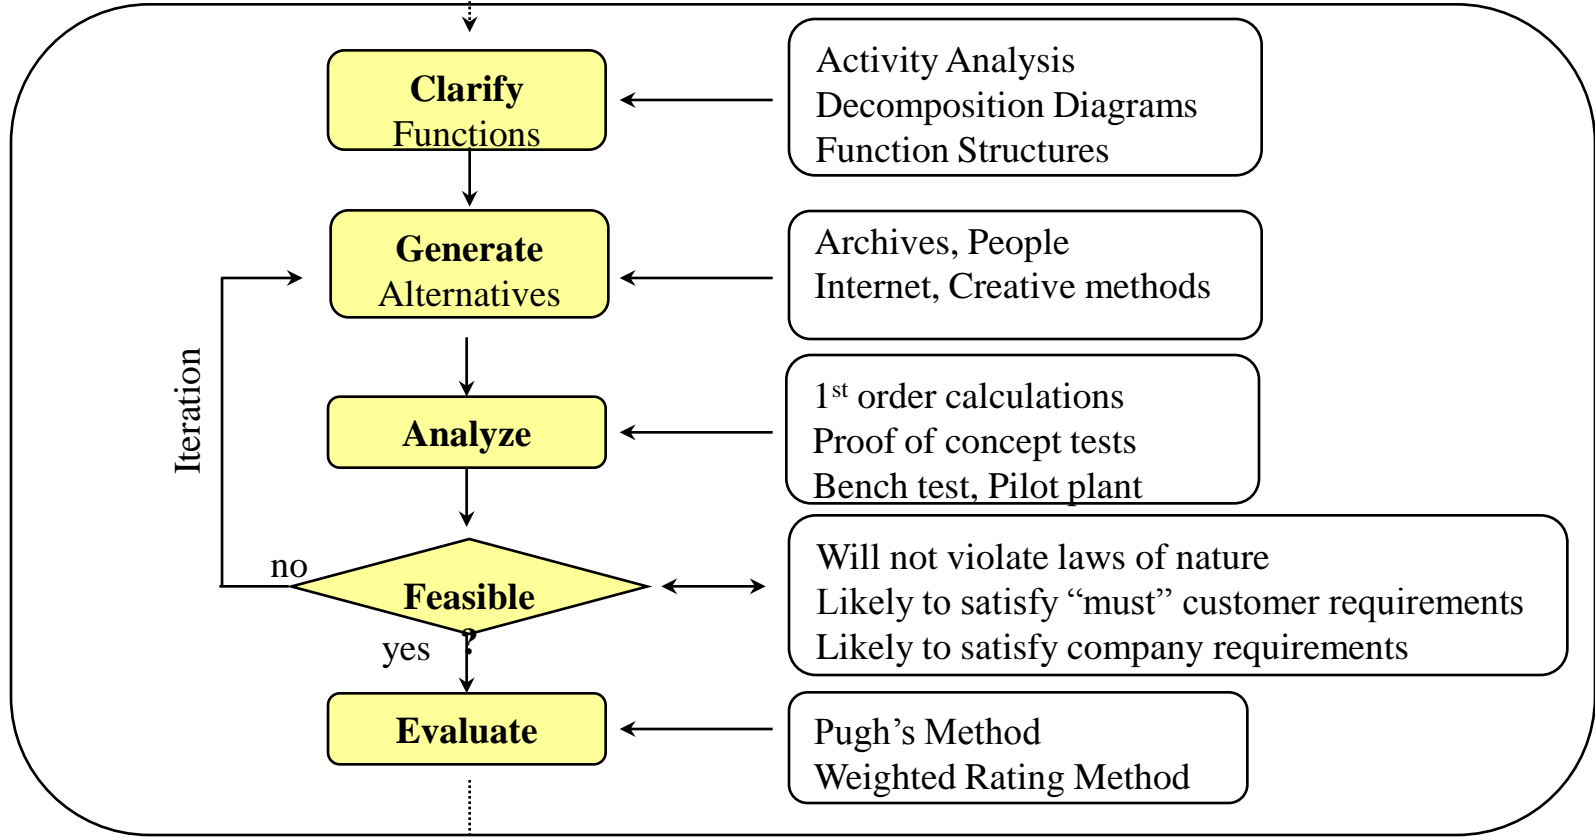 Clarify
Functions
Activity Analysis
Decomposition Diagrams
Function Structures
Generate
Alternatives
Archives, People
Internet, Creative methods
Iteration
Analyze
1st order calculations
Proof of concept tests
Bench test, Pilot plant
no
Feasible
?
yes
Will not violate laws of nature
Likely to satisfy “must” customer requirements
Likely to satisfy company requirements
Evaluate
Pugh’s Method
Weighted Rating Method